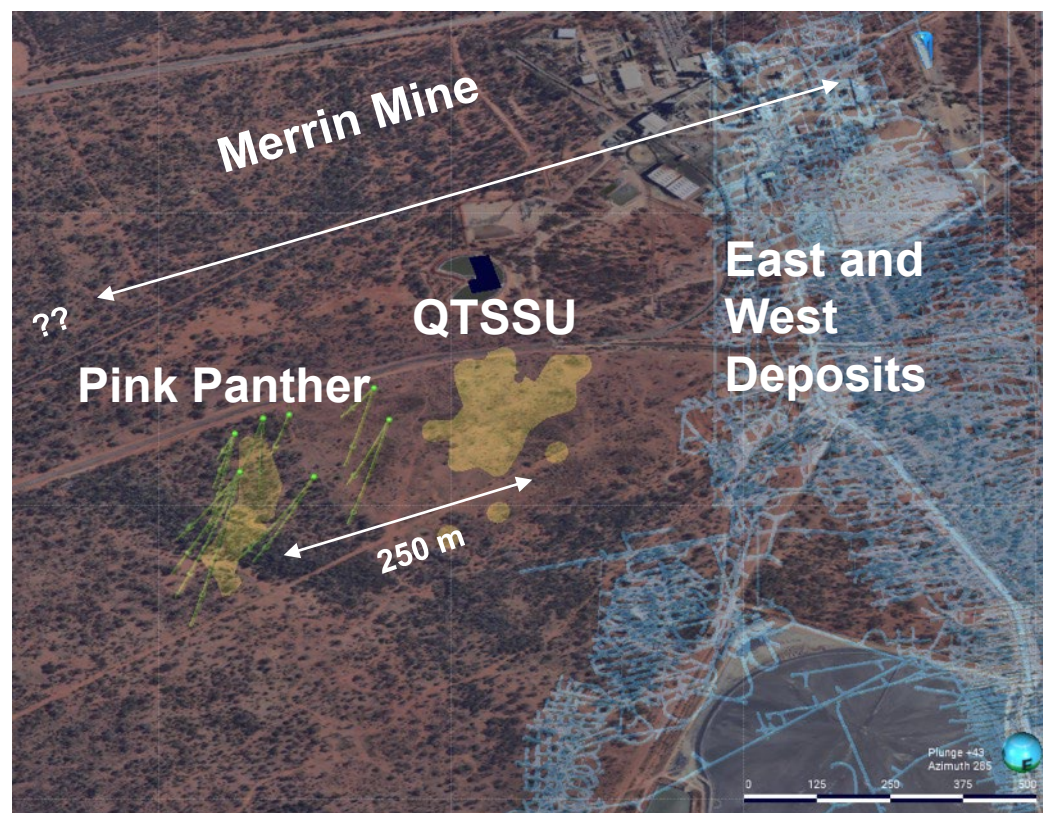 Merrin Mine
East and
West
Deposits
??
QTSSU
Pink Panther
250 m
Plunge +43
Azimuth 285
0 125 250 375 500